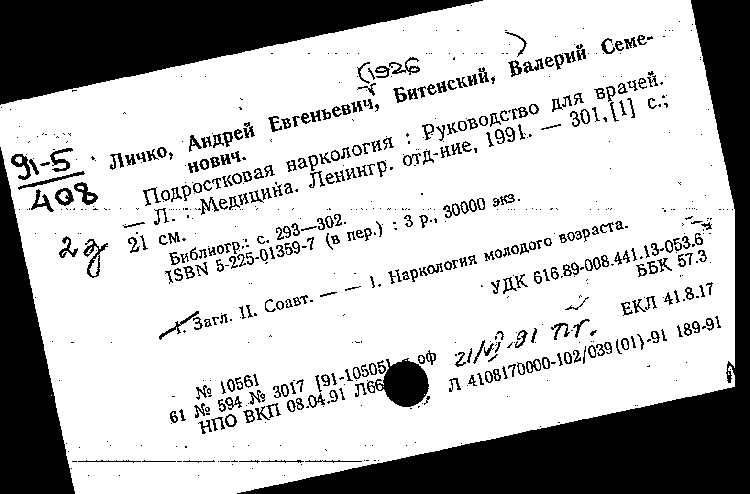 (1926 )
91-5
408
2д
Личко, Андрей Евгеньевич, Битенский, Валерий Семе-
нович.
Подростковая наркология : Руководство для врачей.
— Л. : Медицина. Ленингр. отд-ние, 1991. — 301,[1] с.;
21 см.
Библиогр.: с. 293—302.
ISBN 5-225-01359-7 (в пер.) : 3 р., 30000 экз.
I. Загл. II. Соавт. — — 1. Наркология молодого возраста.
УДК 616.89-008.441.13-053.6
ББК 57.3
ЕКЛ 41.8.17
№ 10561
61 № 594 № 3017 [91-10505] оф
НПО ВКП 08.04.91 Л66
Л 4108170000-102/039(01)-91 189-91